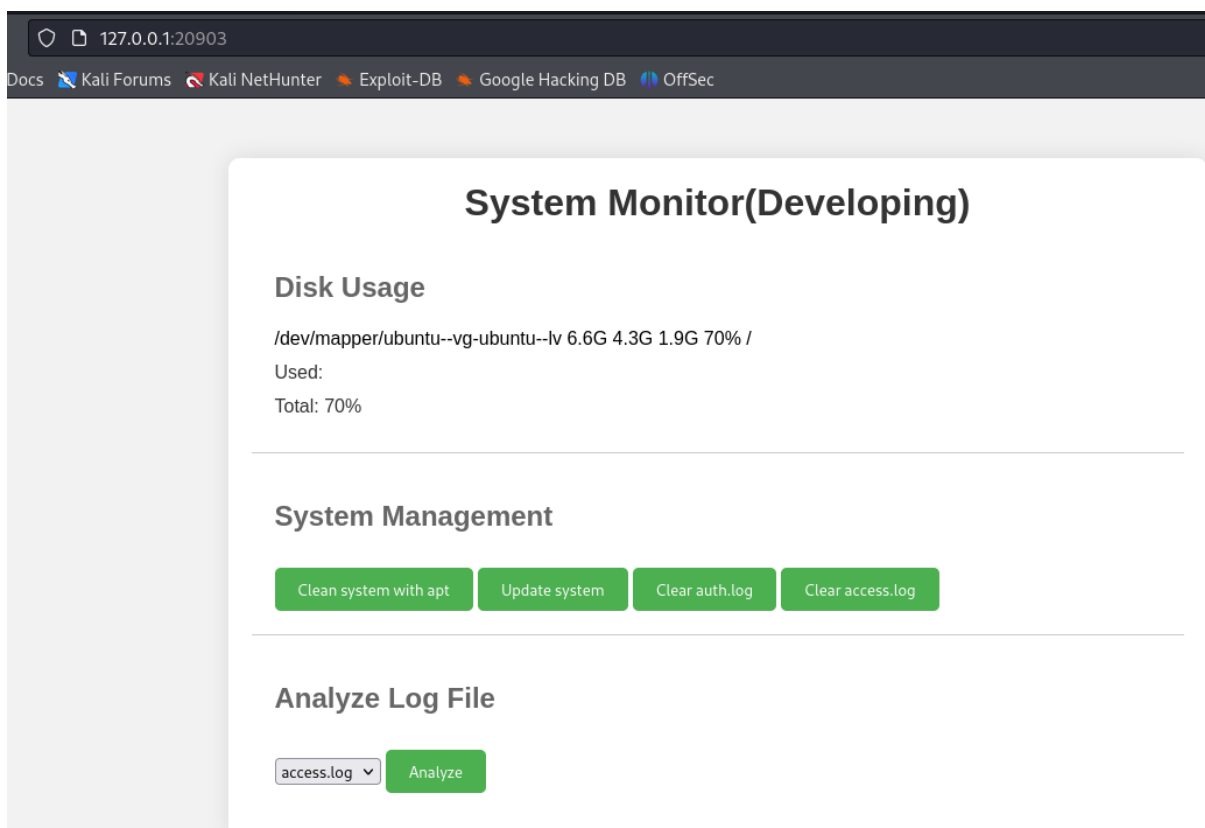 127.0.0.1:20903
Docs Kali Forums Kali NetHunter Exploit-DB Google Hacking DB OffSec
System Monitor(Developing)
Disk Usage
/dev/mapper/ubuntu--vg-ubuntu--lv 6.6G 4.3G 1.9G 70% /
Used:
Total: 70%
System Management
Clean system with apt Update system Clear auth.log Clear access.log
Analyze Log File
access.log Analyze